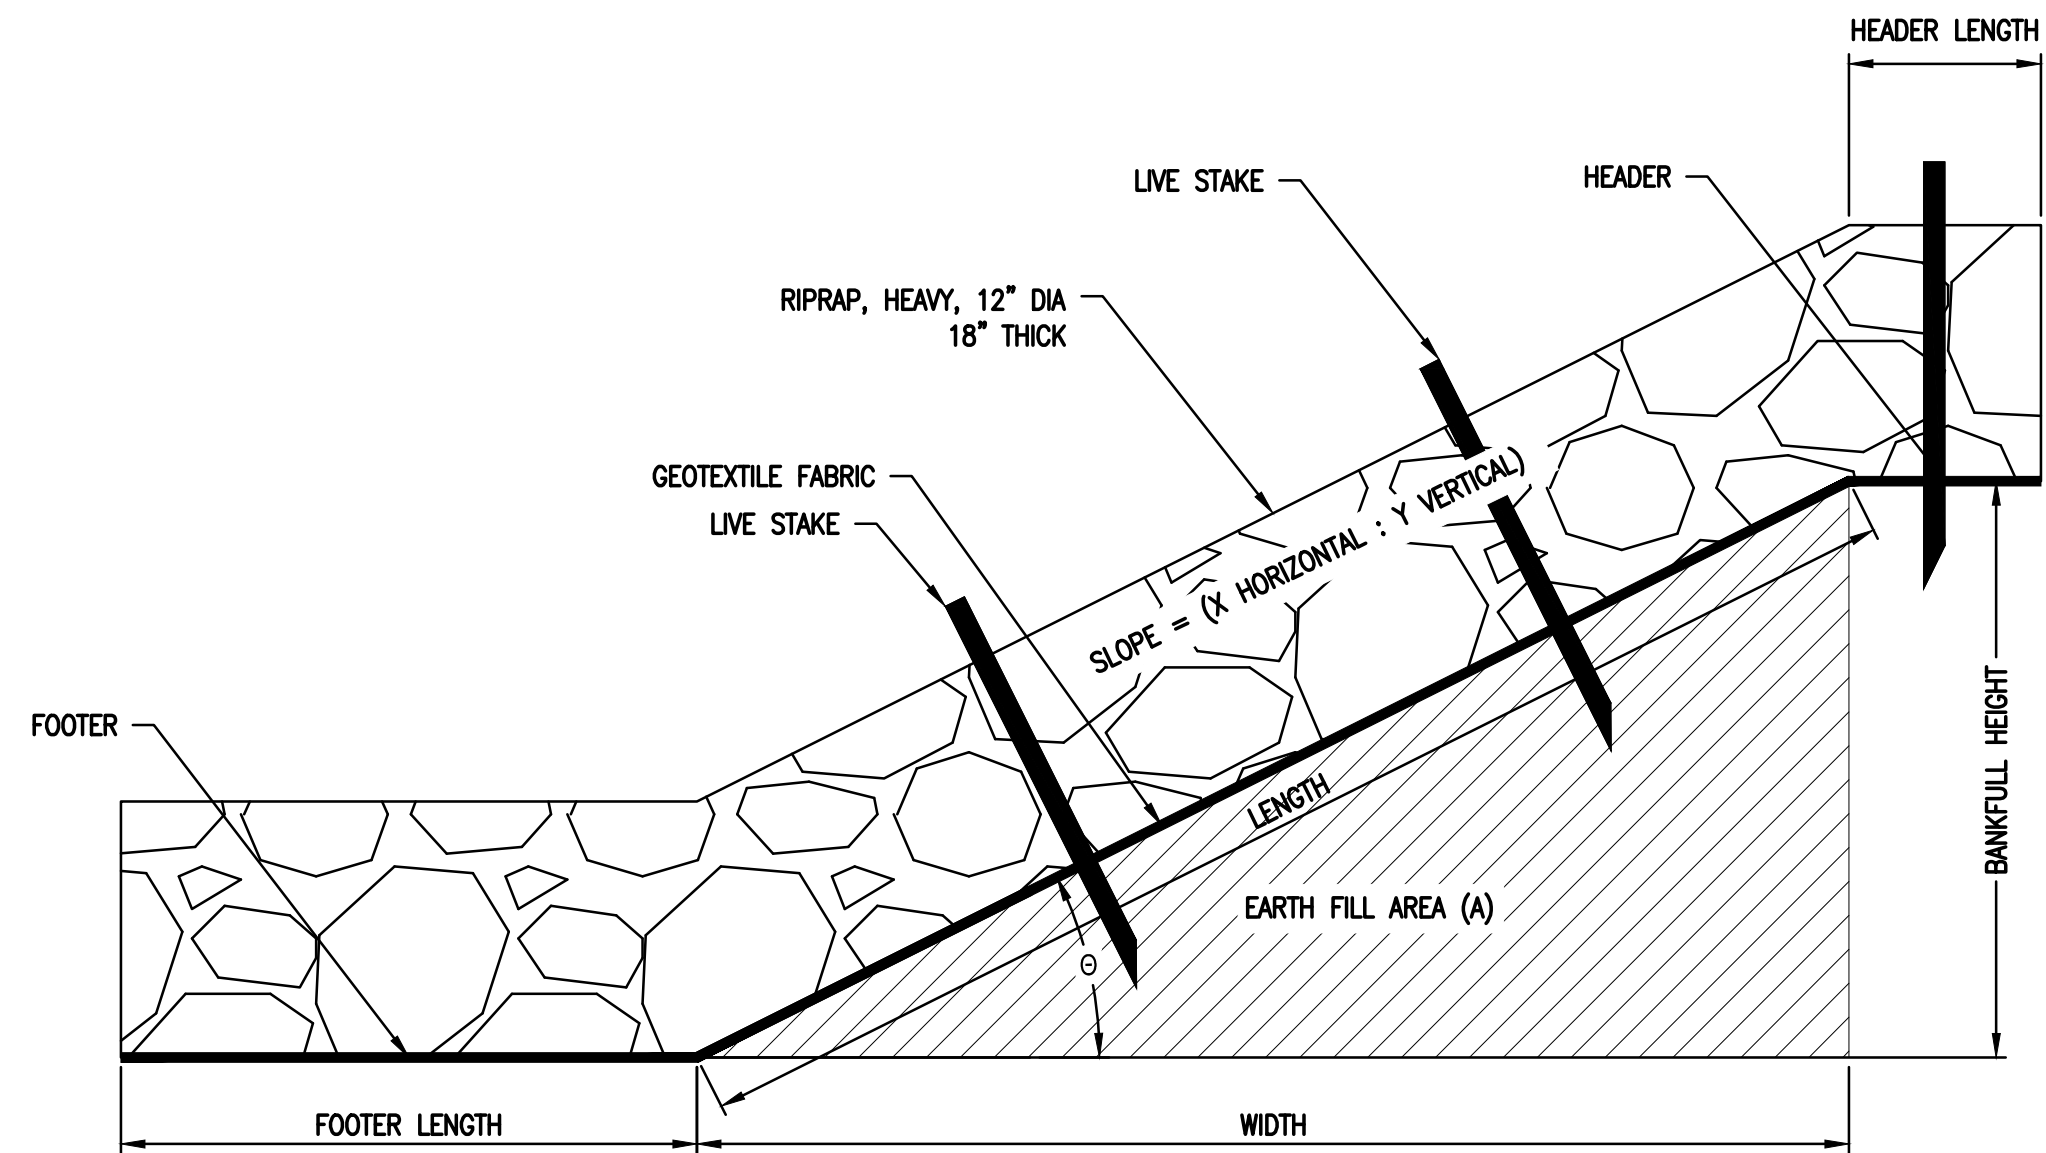 HEADER LENGTH
LIVE STAKE
HEADER
RIPRAP, HEAVY, 12” DIA
18” THICK
GEOTEXTILE FABRIC
LIVE STAKE
SLOPE = (X HORIZONTAL : Y VERTICAL)
FOOTER
LENGTH
BANKFULL HEIGHT
EARTH FILL AREA (A)
Θ
FOOTER LENGTH
WIDTH